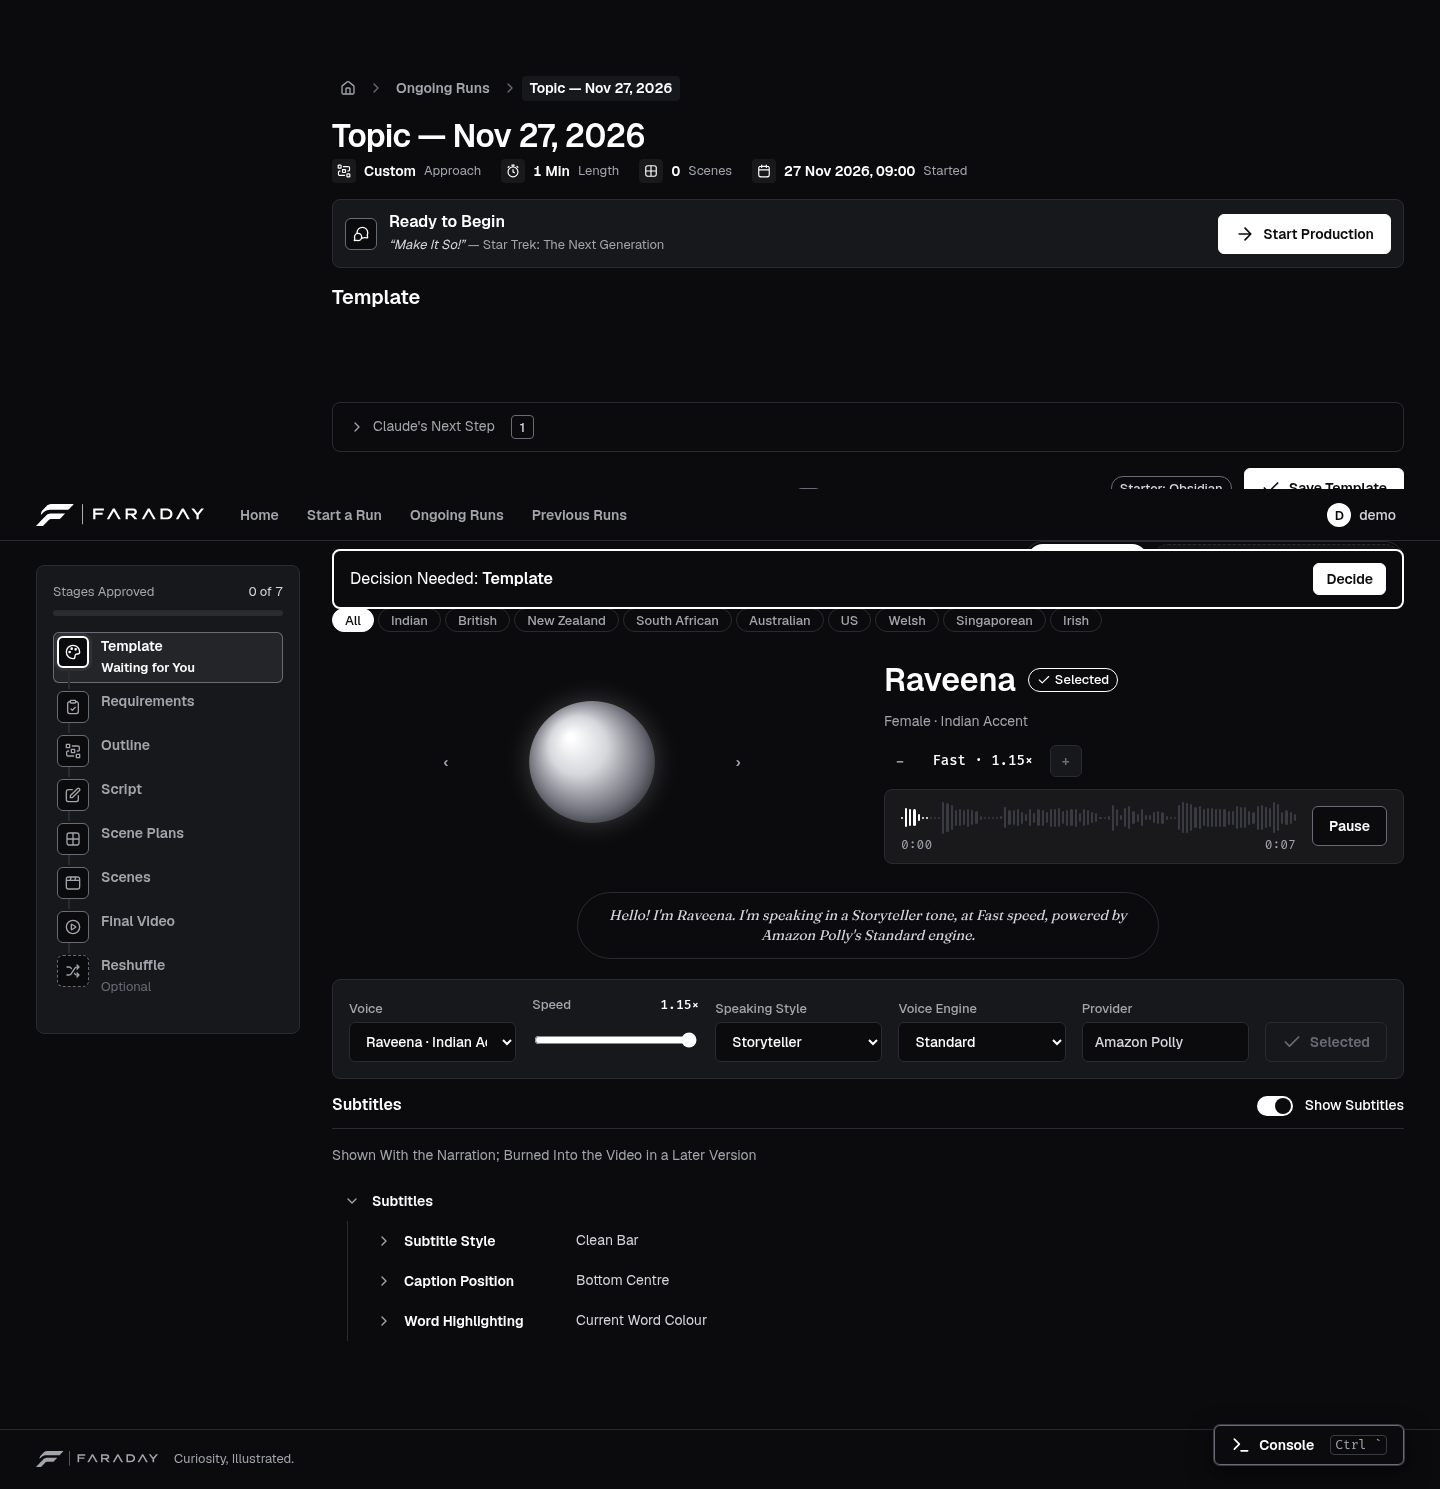 Ongoing Runs
Topic — Nov 27, 2026
Topic — Nov 27, 2026
Custom Approach 1 Min Length 0 Scenes 27 Nov 2026, 09:00 Started
Ready to Begin
“Make It So!” — Star Trek: The Next Generation
Start Production
Template
Claude's Next Step 1
Starter: Obsidian
Save Template
FARADAY
Home Start a Run Ongoing Runs Previous Runs
D demo
Decision Needed: Template
Decide
Stages Approved 0 of 7
Template
Waiting for You
Requirements
Outline
Script
Scene Plans
Scenes
Final Video
Reshuffle
Optional
All Indian British New Zealand South African Australian US Welsh Singaporean Irish
‹ ›
Raveena Selected
Female · Indian Accent
– Fast · 1.15× +
0:00 0:07
Pause
Hello! I'm Raveena. I'm speaking in a Storyteller tone, at Fast speed, powered by
Amazon Polly's Standard engine.
Voice
Raveena · Indian Ac
Speed 1.15×
Speaking Style
Storyteller
Voice Engine
Standard
Provider
Amazon Polly
Selected
Subtitles
Show Subtitles
Shown With the Narration; Burned Into the Video in a Later Version
Subtitles
Subtitle Style Clean Bar
Caption Position Bottom Centre
Word Highlighting Current Word Colour
FARADAY Curiosity, Illustrated.
Console Ctrl `